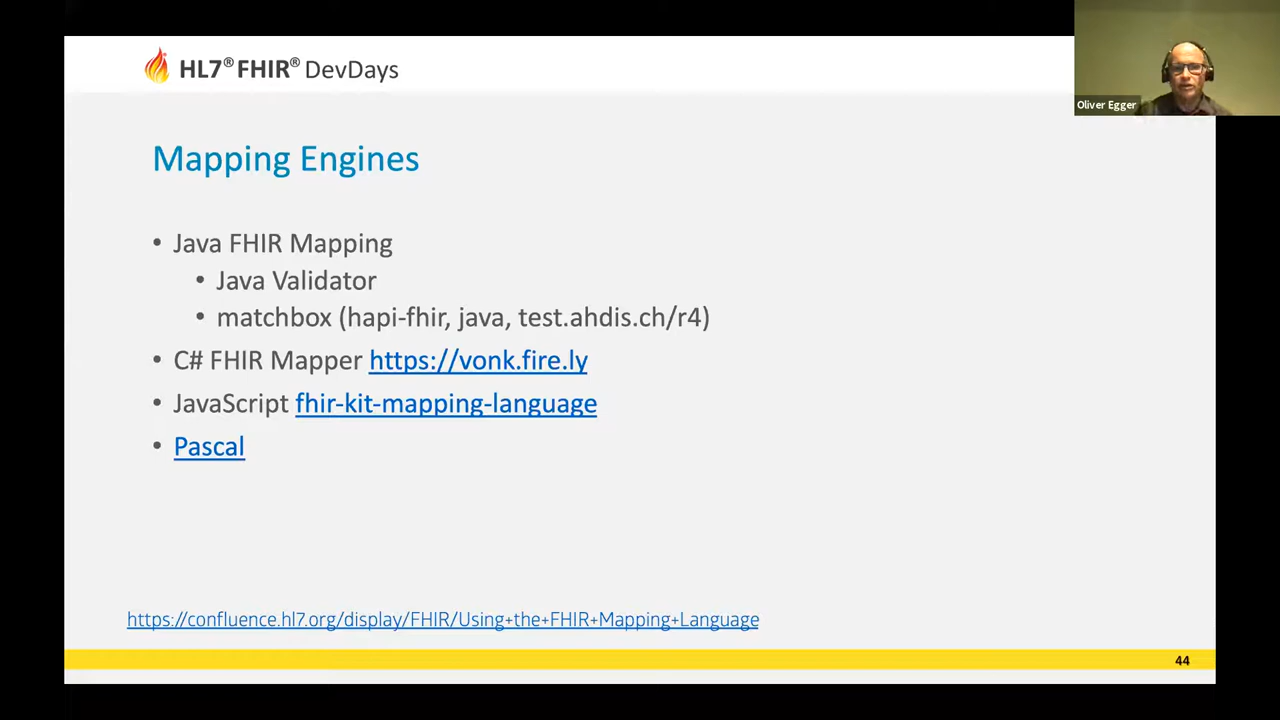 HL7® FHIR® DevDays
Oliver Egger
Mapping Engines
• Java FHIR Mapping
• Java Validator
• matchbox (hapi-fhir, java, test.ahdis.ch/r4)
• C# FHIR Mapper https://vonk.fire.ly
• JavaScript fhir-kit-mapping-language
• Pascal
https://confluence.hl7.org/display/FHIR/Using+the+FHIR+Mapping+Language
44